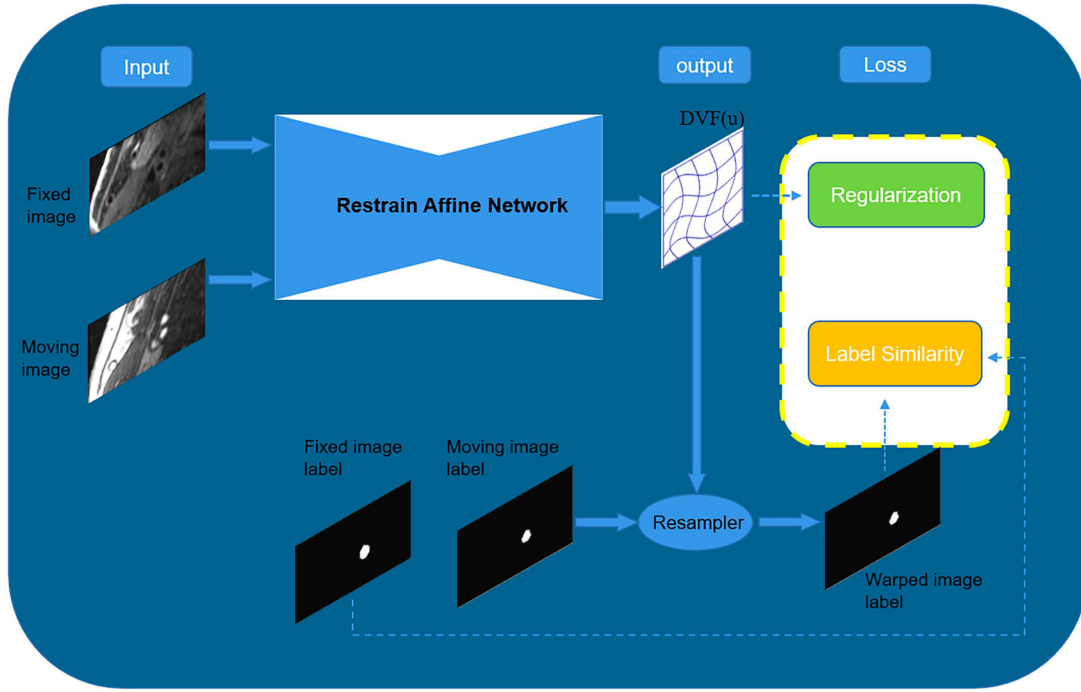 Input
output
Loss
DVF(u)
Fixed
image
Restrain Affine Network
Regularization
Moving
image
Label Similarity
Fixed image
label
Moving image
label
Resampler
Warped image
label